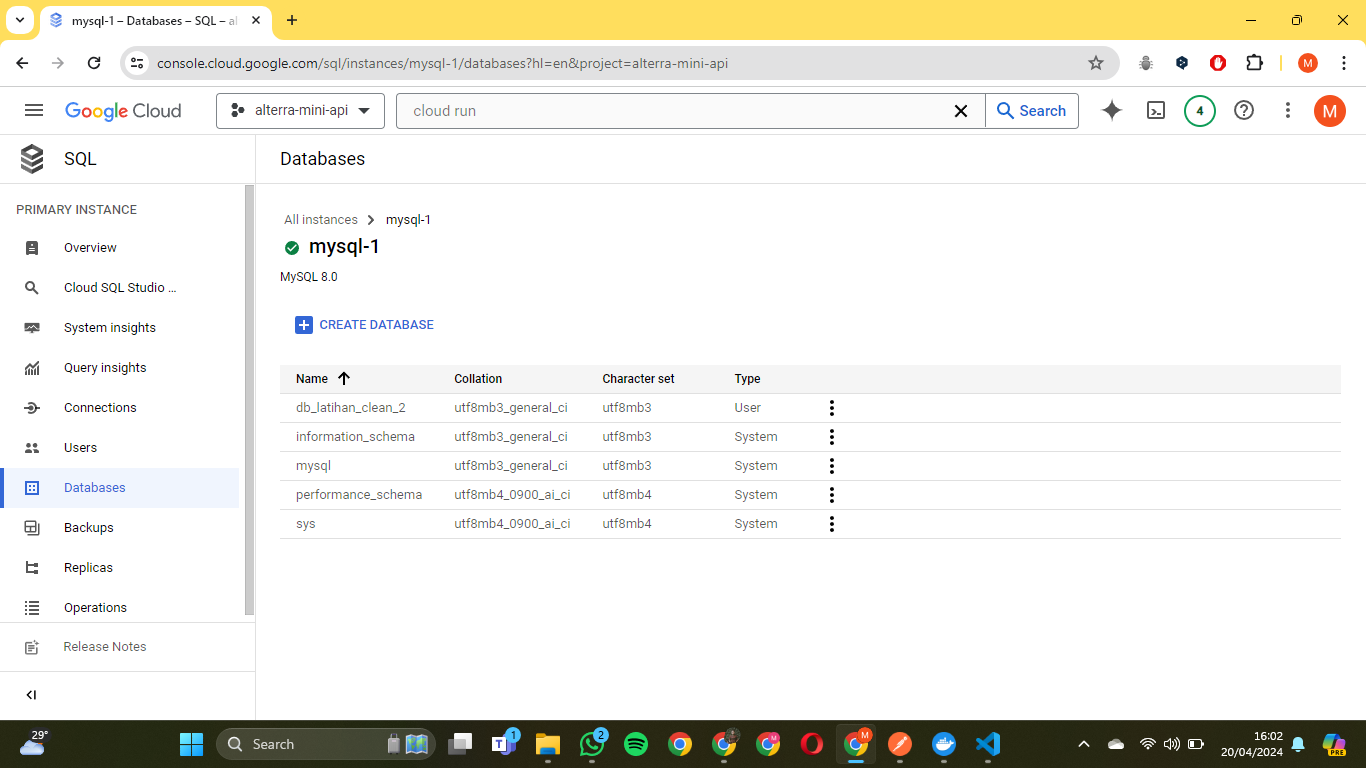 mysql-1 – Databases – SQL – al
console.cloud.google.com/sql/instances/mysql-1/databases?hl=en&project=alterra-mini-api
M
Google Cloud
alterra-mini-api
cloud run
Search
4
M
SQL
Databases
PRIMARY INSTANCE
Overview
Cloud SQL Studio ...
System insights
Query insights
Connections
Users
Databases
Backups
Replicas
Operations
Release Notes
All instances > mysql-1
mysql-1
MySQL 8.0
CREATE DATABASE
Name Collation Character set Type
db_latihan_clean_2 utf8mb3_general_ci utf8mb3 User
information_schema utf8mb3_general_ci utf8mb3 System
mysql utf8mb3_general_ci utf8mb3 System
performance_schema utf8mb4_0900_ai_ci utf8mb4 System
sys utf8mb4_0900_ai_ci utf8mb4 System
29°
Search
1
2
M
M
16:02
20/04/2024
PRE